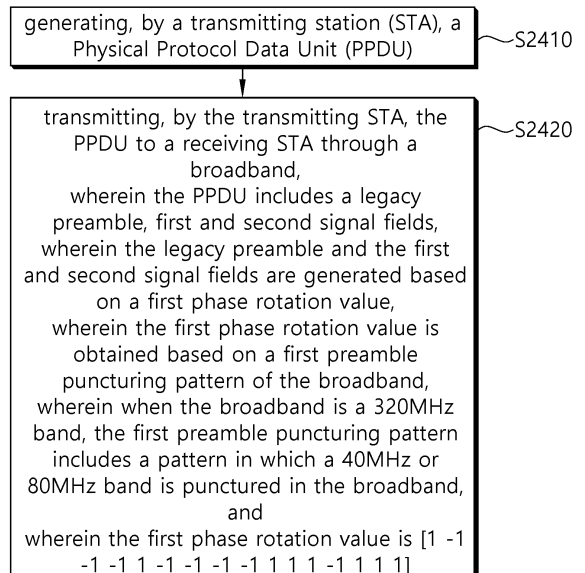 generating, by a transmitting station (STA), a
Physical Protocol Data Unit (PPDU)
S2410
transmitting, by the transmitting STA, the
PPDU to a receiving STA through a
broadband,
wherein the PPDU includes a legacy
preamble, first and second signal fields,
wherein the legacy preamble and the first
and second signal fields are generated based
on a first phase rotation value,
wherein the first phase rotation value is
obtained based on a first preamble
puncturing pattern of the broadband,
wherein when the broadband is a 320MHz
band, the first preamble puncturing pattern
includes a pattern in which a 40MHz or
80MHz band is punctured in the broadband,
and
wherein the first phase rotation value is [1 -1
-1 -1 1 -1 -1 -1 -1 1 1 1 -1 1 1 1]
S2420